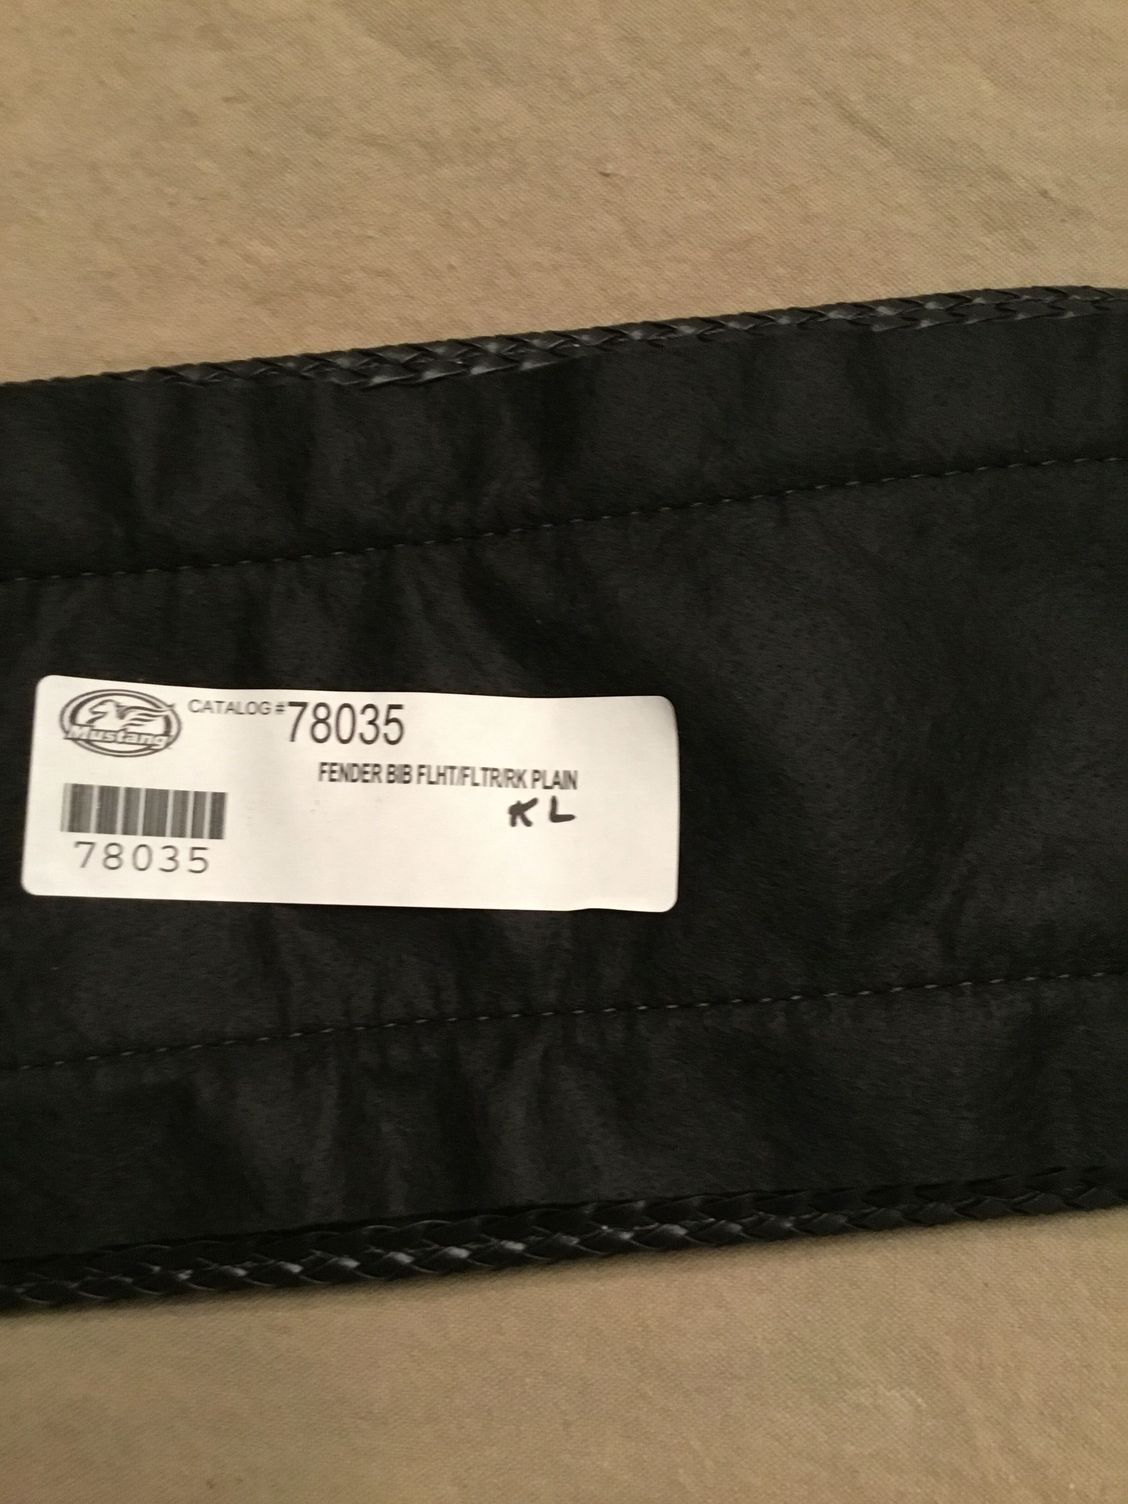 Mustang
CATALOG # 78035
FENDER BIB FLHT/FLTR/RK PLAIN
KL
78035